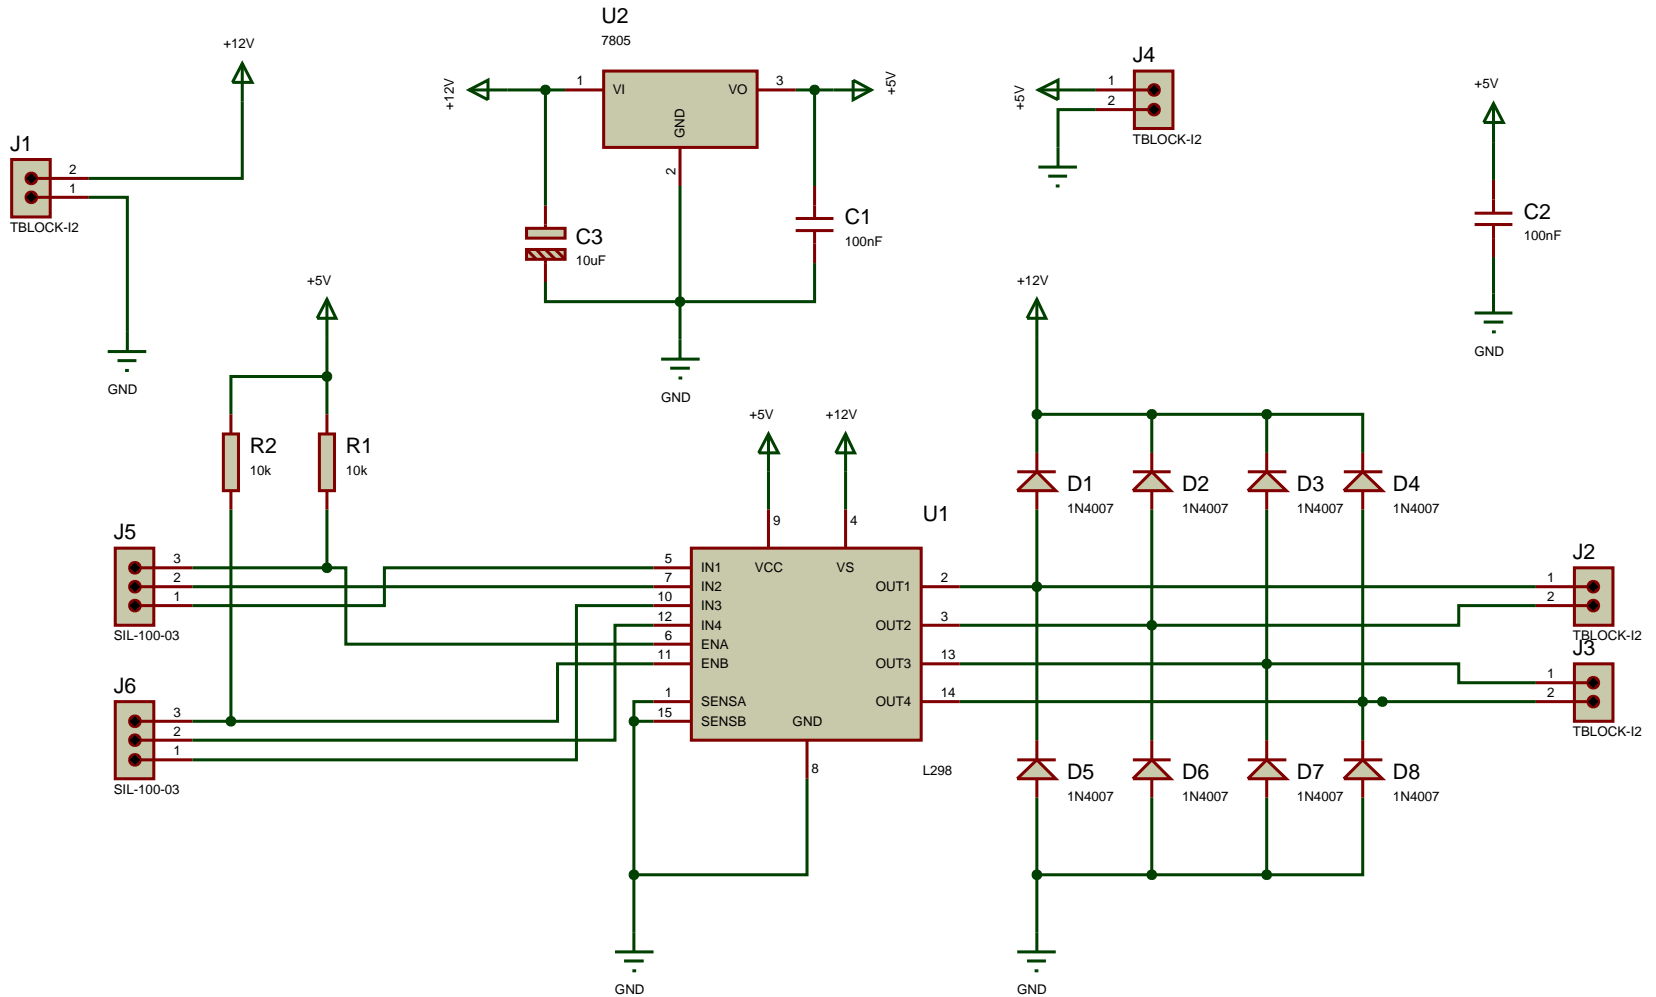 U2
7805
+12V
1
VI
VO
3
+5V
GND
2
C3
10uF
C1
100nF
GND
+12V
J1
2
1
TBLOCK-I2
GND
J4
+5V
1
2
TBLOCK-I2
+5V
C2
100nF
GND
+5V
R2
10k
R1
10k
J5
3
2
1
SIL-100-03
J6
3
2
1
SIL-100-03
+5V
+12V
9
4
U1
VCC
VS
5
IN1
7
IN2
10
IN3
12
IN4
6
ENA
11
ENB
1
SENSA
15
SENSB
GND
8
OUT1
2
OUT2
3
OUT3
13
OUT4
14
L298
GND
+12V
D1
1N4007
D2
1N4007
D3
1N4007
D4
1N4007
D5
1N4007
D6
1N4007
D7
1N4007
D8
1N4007
GND
J2
1
2
TBLOCK-I2
J3
1
2
TBLOCK-I2